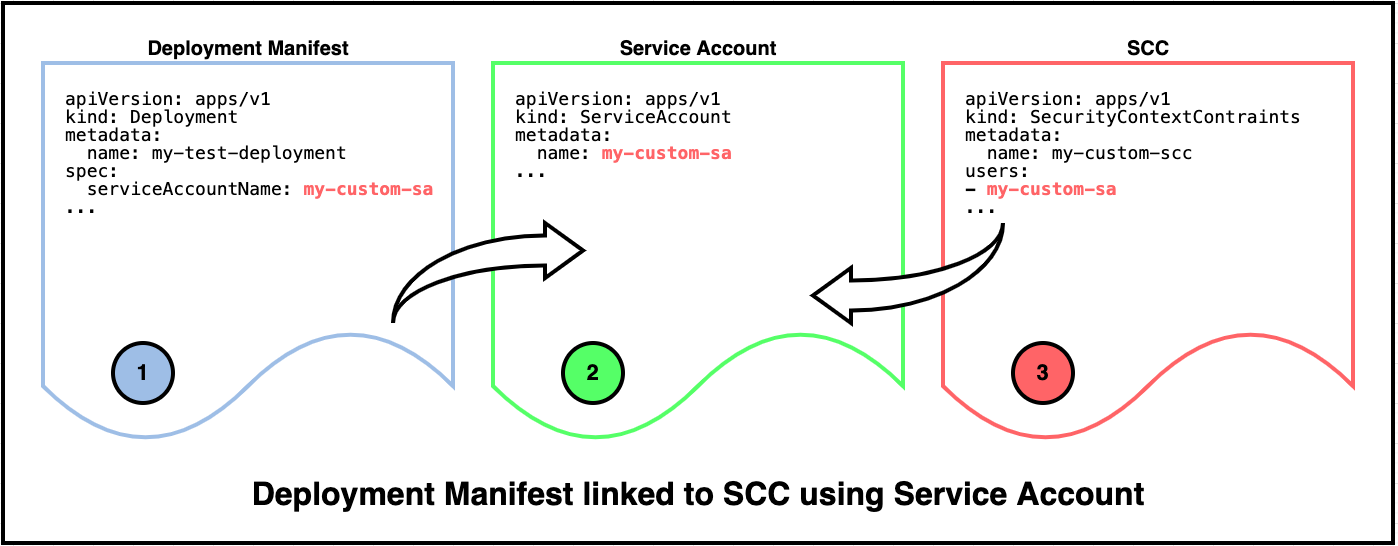 Deployment Manifest
apiVersion: apps/v1
kind: Deployment
metadata:
  name: my-test-deployment
spec:
  serviceAccountName: my-custom-sa
...
1
Service Account
apiVersion: apps/v1
kind: ServiceAccount
metadata:
  name: my-custom-sa
...
2
SCC
apiVersion: apps/v1
kind: SecurityContextContraints
metadata:
  name: my-custom-scc
users:
- my-custom-sa
...
3
Deployment Manifest linked to SCC using Service Account